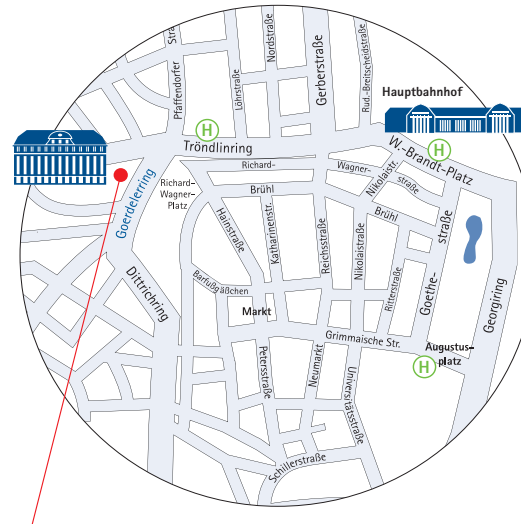 Stra
Pfaffendorfer
Löhrstraße
Nordstraße
Gerberstraße
Rud.-Breitscheidstraße
Hauptbahnhof
H
Tröndlinring
H
W.-Brandt-Platz
Goerdelerring
Richard-
Wagner-
Platz
Richard-
Wagner-
straße
Nikolaistr.
Brühl
Brühl
Hainstraße
Katharinenstr.
Reichsstraße
Nikolaistraße
Ritterstraße
Goethe-
straße
Georgiring
Dittrichring
Barfußgäßchen
Markt
Grimmaische Str.
Augustus-
platz
H
Petersstraße
Neumarkt
Universitätsstraße
Schillerstraße